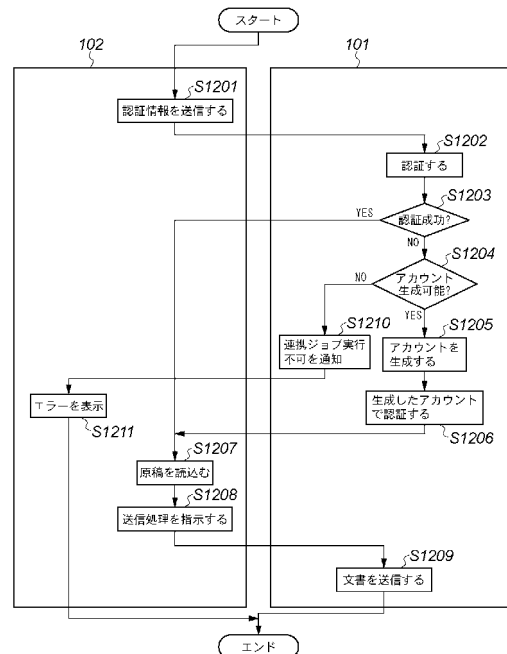 スタート
102
101
S1201
認証情報を送信する
S1202
認証する
S1203
YES
認証成功?
NO
S1204
NO
アカウント
生成可能?
YES
S1210
連携ジョブ実行
不可を通知
S1205
アカウントを
生成する
エラーを表示
S1211
生成したアカウント
で認証する
S1206
S1207
原稿を読込む
S1208
送信処理を指示する
S1209
文書を送信する
エンド